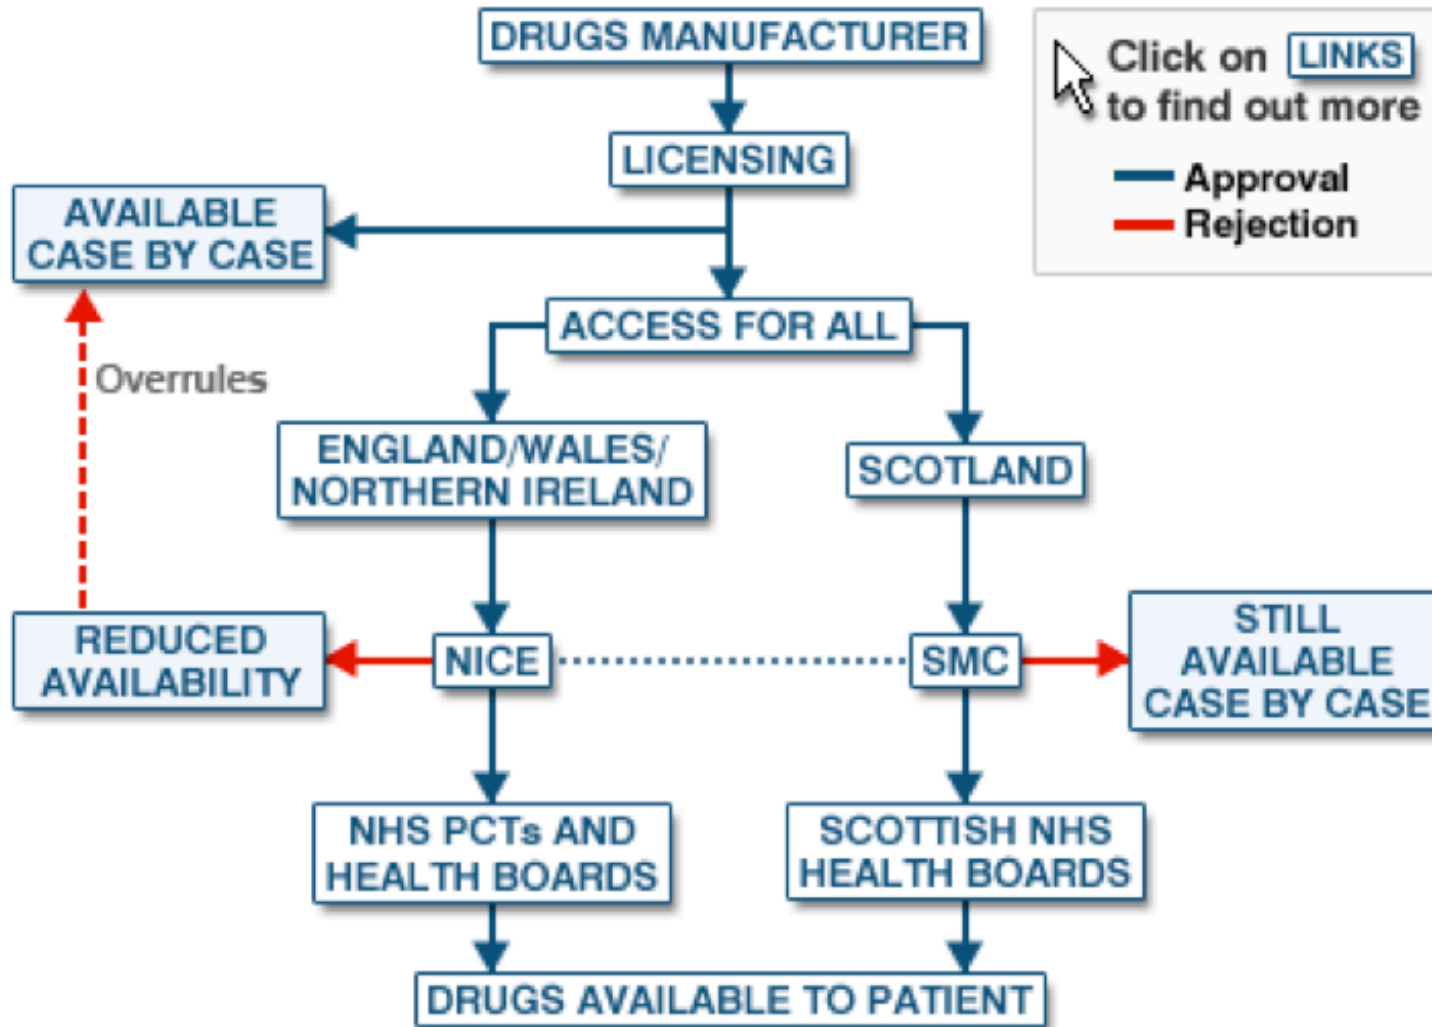 DRUGS MANUFACTURER
Click on LINKS
to find out more
Approval
Rejection
LICENSING
AVAILABLE
CASE BY CASE
ACCESS FOR ALL
Overrules
ENGLAND/WALES/
NORTHERN IRELAND
SCOTLAND
REDUCED
AVAILABILITY
NICE
SMC
STILL
AVAILABLE
CASE BY CASE
NHS PCTs AND
HEALTH BOARDS
SCOTTISH NHS
HEALTH BOARDS
DRUGS AVAILABLE TO PATIENT